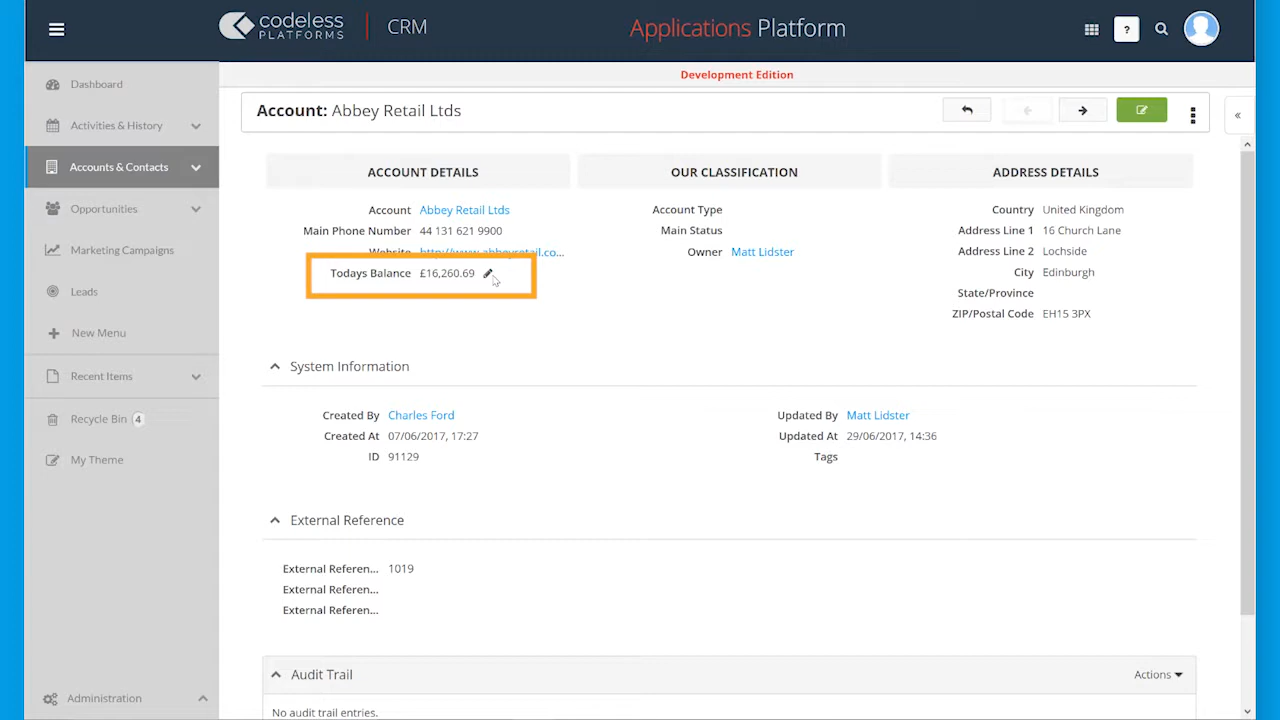 codeless
PLATFORMS
CRM
Applications Platform
?
Dashboard
Activities & History
Accounts & Contacts
Opportunities
Marketing Campaigns
Leads
New Menu
Recent Items
Recycle Bin 4
My Theme
Administration
Development Edition
Account: Abbey Retail Ltds
«
ACCOUNT DETAILS
Account Abbey Retail Ltds
Main Phone Number 44 131 621 9900
Website http://www.abbeyretail.co...
Todays Balance £16,260.69
OUR CLASSIFICATION
Account Type
Main Status
Owner Matt Lidster
ADDRESS DETAILS
Country United Kingdom
Address Line 1 16 Church Lane
Address Line 2 Lochside
City Edinburgh
State/Province
ZIP/Postal Code EH15 3PX
System Information
Created By Charles Ford
Created At 07/06/2017, 17:27
ID 91129
Updated By Matt Lidster
Updated At 29/06/2017, 14:36
Tags
External Reference
External Referen... 1019
External Referen...
External Referen...
Audit Trail
Actions
No audit trail entries.